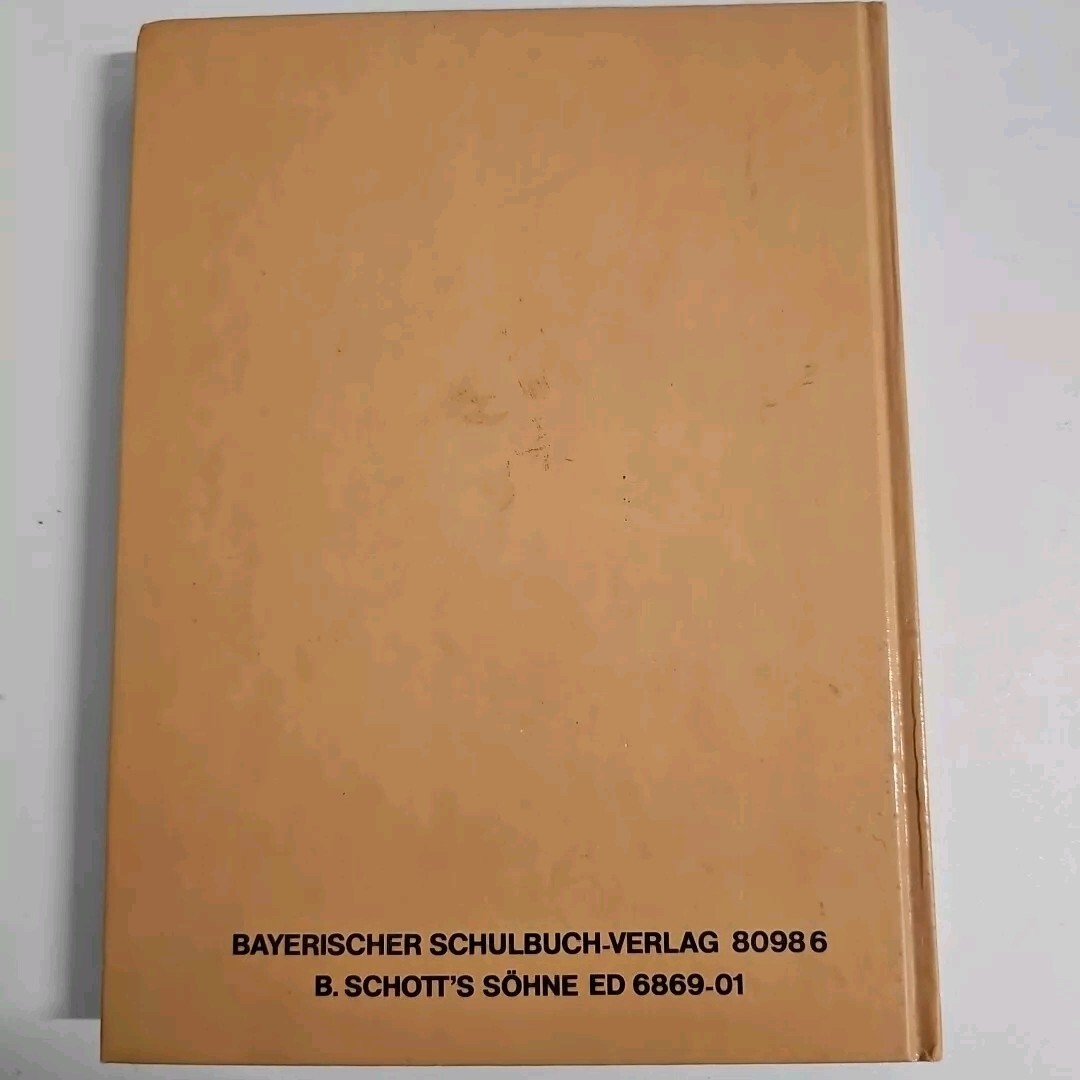 BAYERISCHER SCHULBUCH-VERLAG 80986
B. SCHOTT'S SÖHNE ED 6869-01